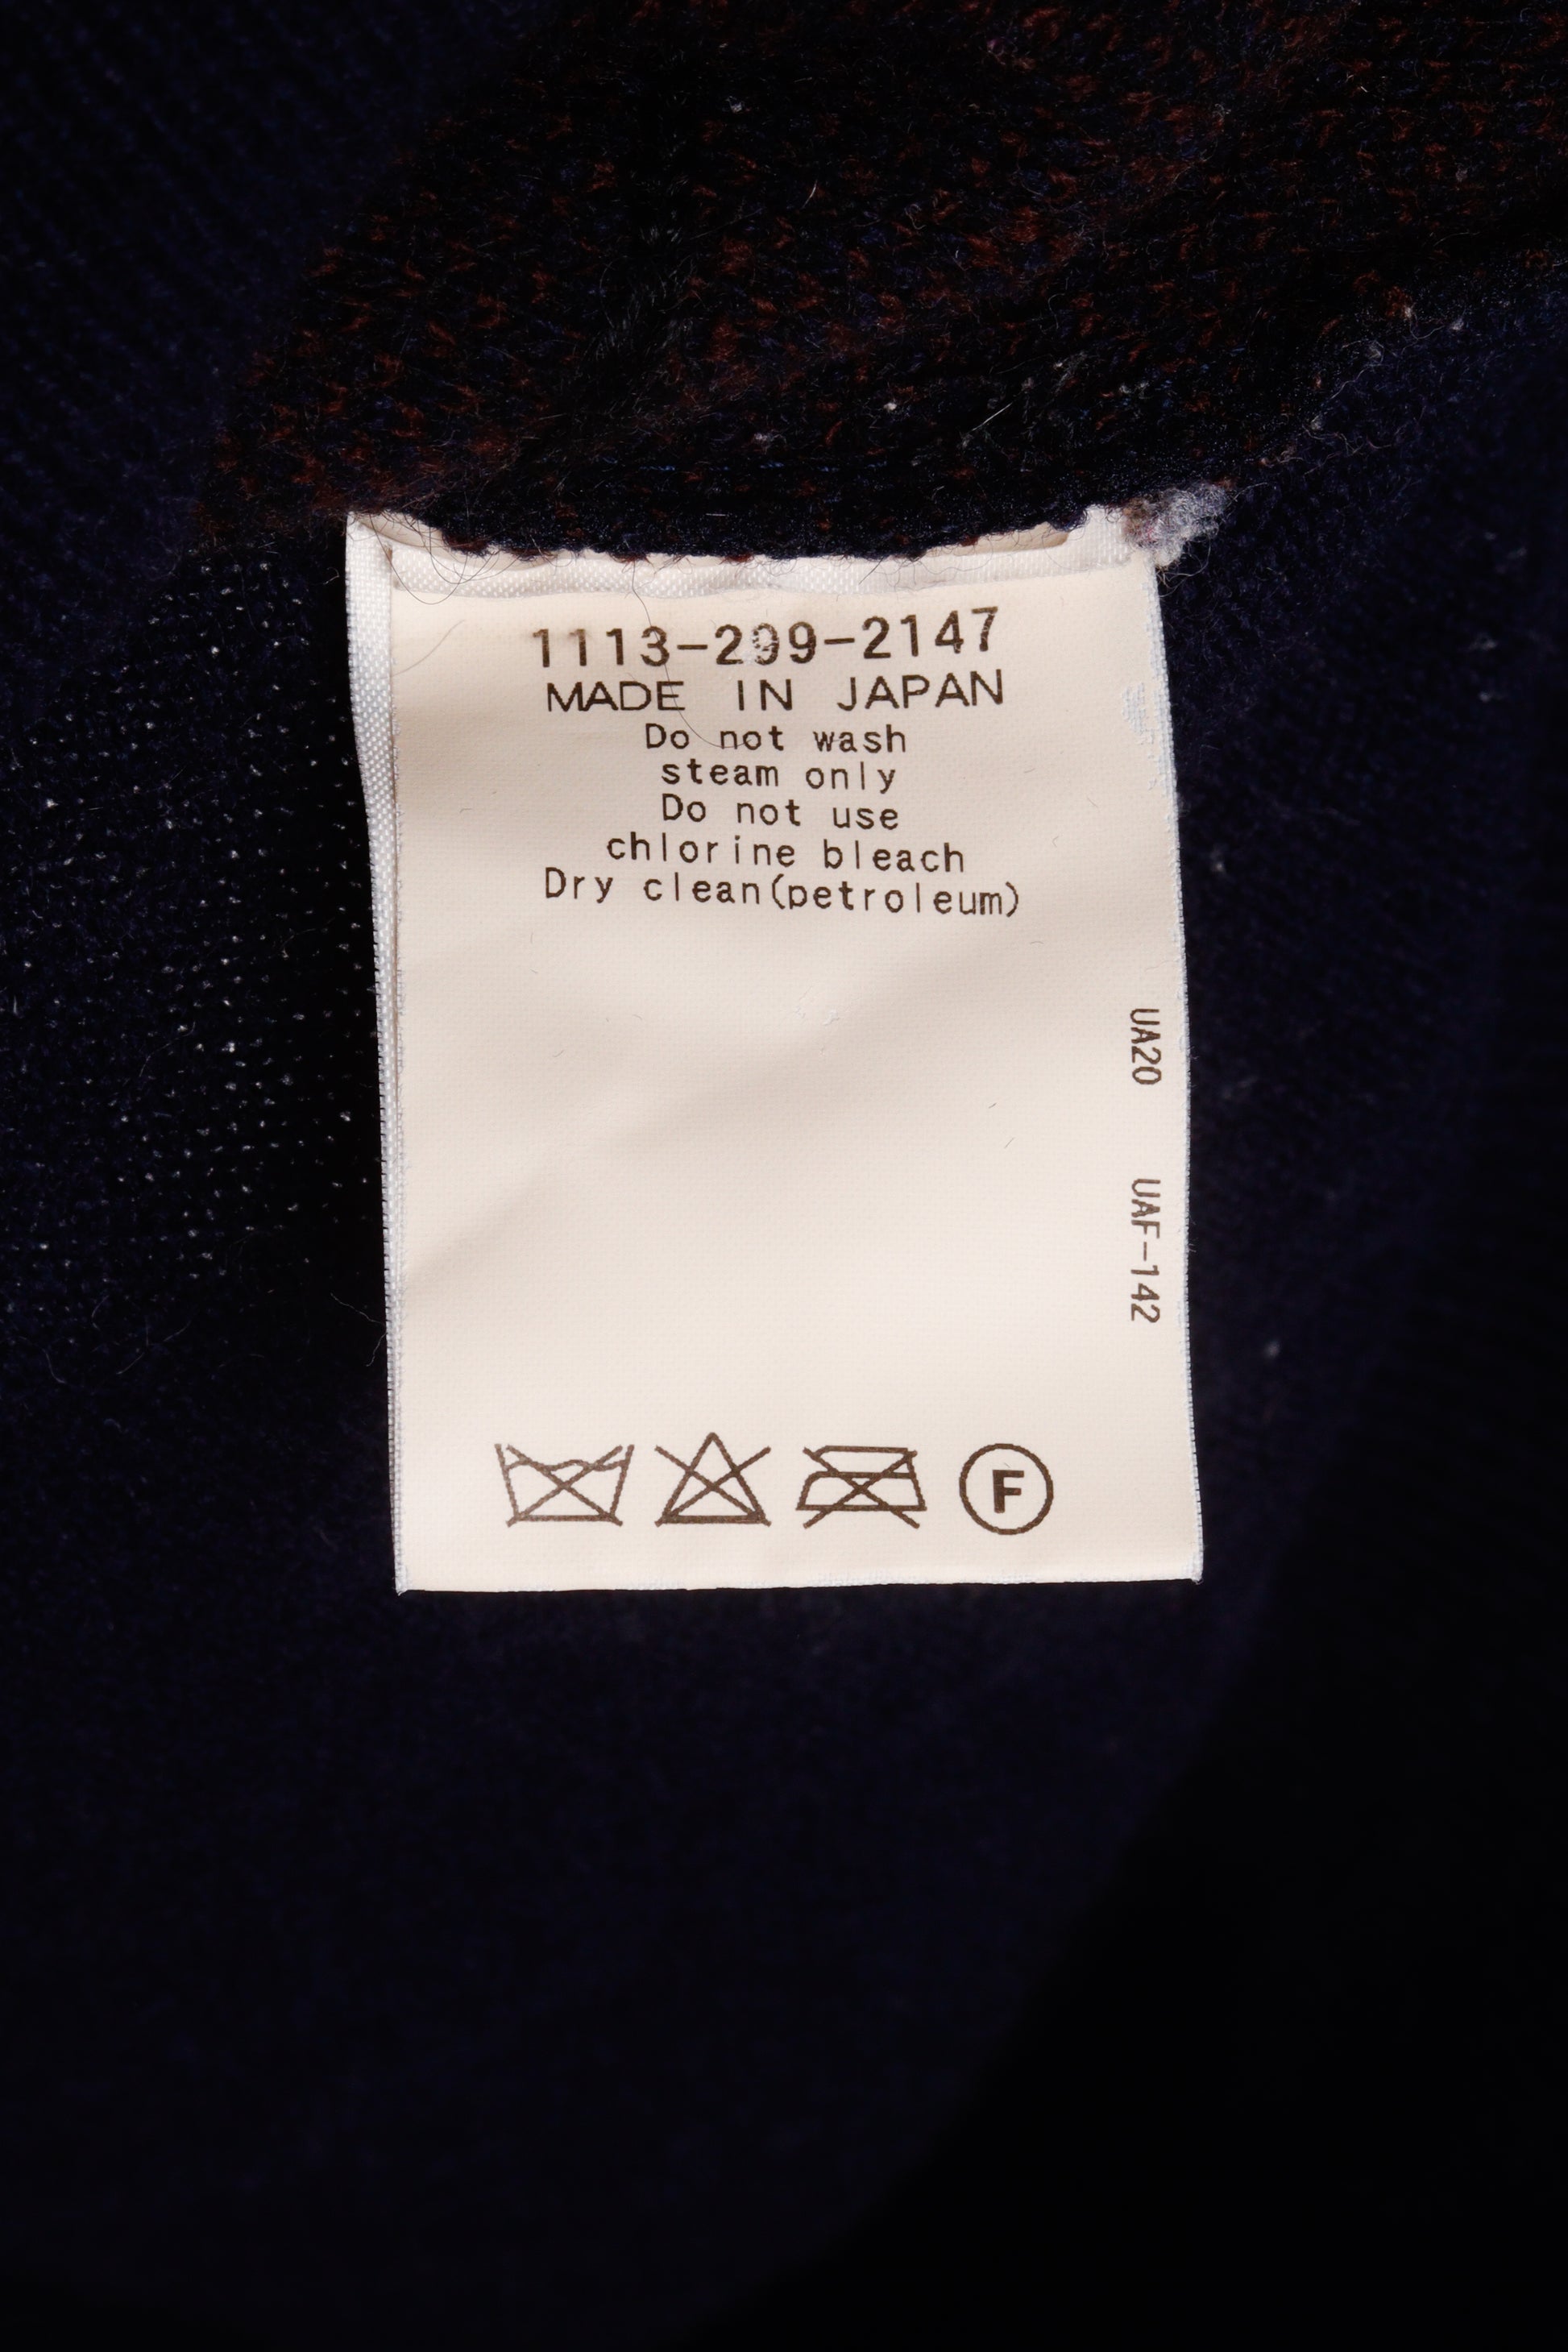 1113-299-2147
MADE IN JAPAN
Do not wash
steam only
Do not use
chlorine bleach
Dry clean(petroleum)
UA20 UAF-142
F